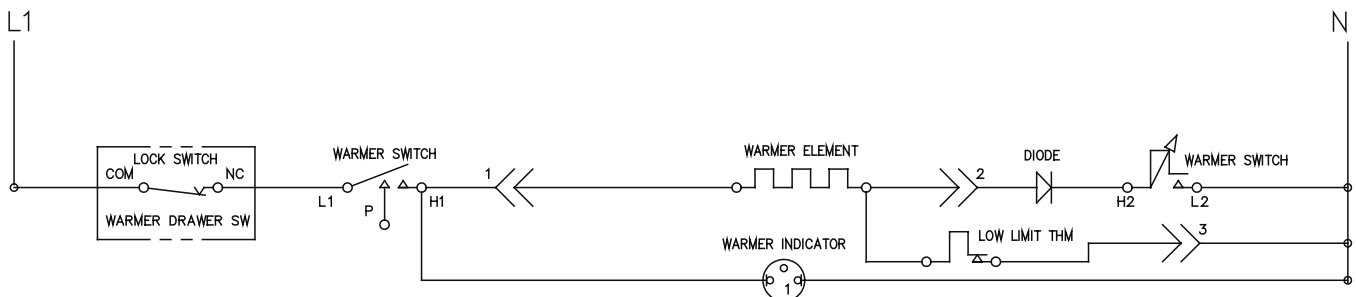 L1
N
LOCK SWITCH
COM
NC
WARMER DRAWER SW
WARMER SWITCH
L1
P
H1
1
WARMER ELEMENT
2
DIODE
WARMER SWITCH
H2
L2
WARMER INDICATOR
LOW LIMIT THM
3
1